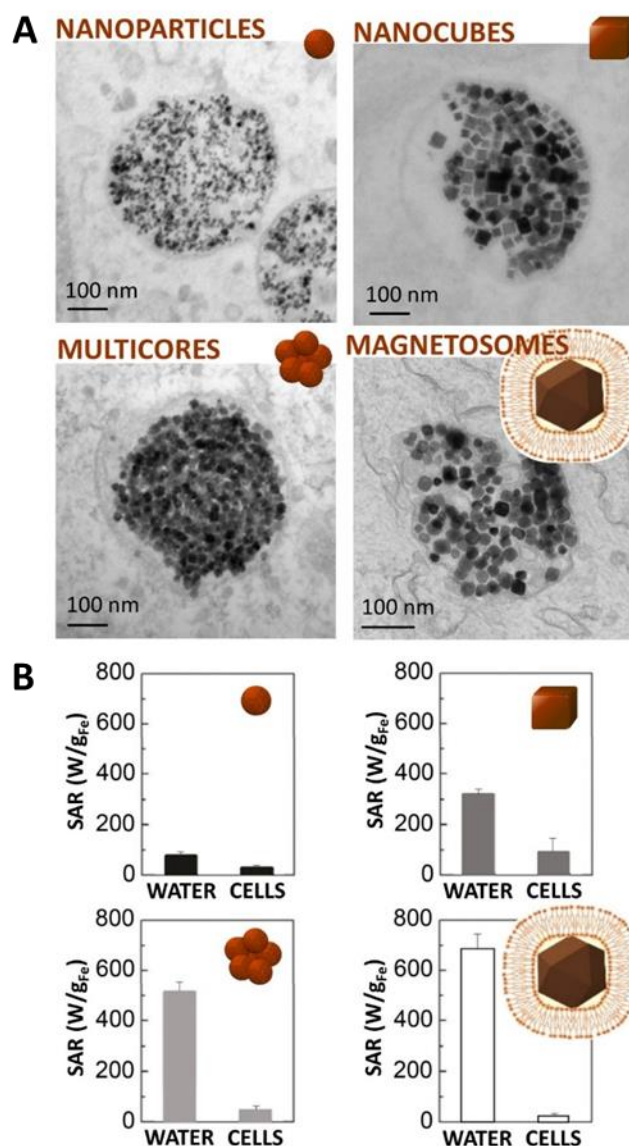 A
NANOPARTICLES
NANOCUBES
100 nm
100 nm
MULTICORES
MAGNETOSOMES
100 nm
100 nm
B
800
600
400
200
0
SAR (W/gFe)
WATER CELLS
800
600
400
200
0
SAR (W/gFe)
WATER CELLS
800
600
400
200
0
SAR (W/gFe)
WATER CELLS
800
600
400
200
0
SAR (W/gFe)
WATER CELLS